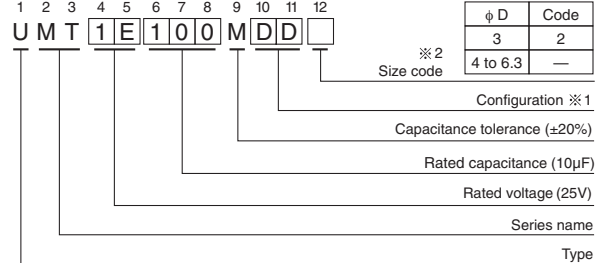 1 2 3 4 5 6 7 8 9 10 11 12
U M T 1 E 1 0 0 M D D
φ D Code
3 2
4 to 6.3 —
※2
Size code
Configuration ※1
Capacitance tolerance (±20%)
Rated capacitance (10µF)
Rated voltage (25V)
Series name
Type